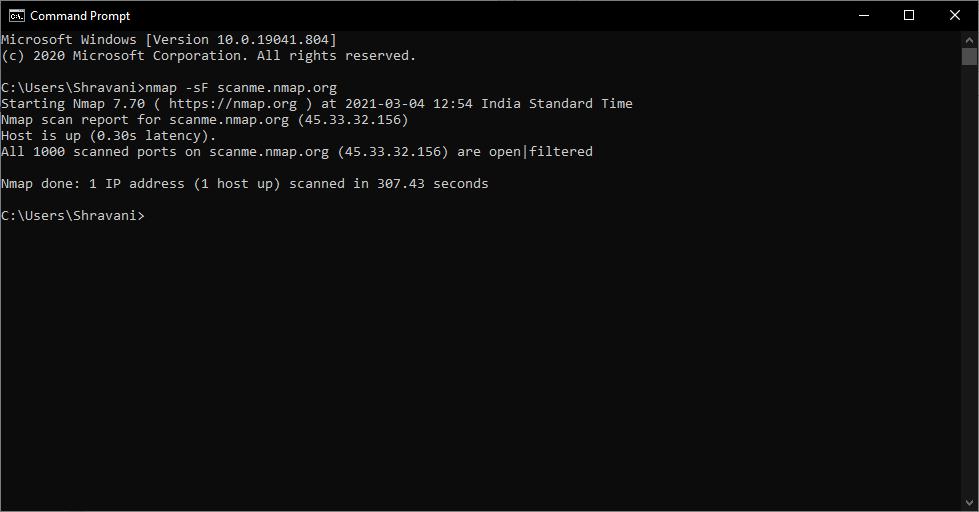 Command Prompt
Microsoft Windows [Version 10.0.19041.804]
(c) 2020 Microsoft Corporation. All rights reserved.
C:\Users\Shravani>nmap -sF scanme.nmap.org
Starting Nmap 7.70 ( https://nmap.org ) at 2021-03-04 12:54 India Standard Time
Nmap scan report for scanme.nmap.org (45.33.32.156)
Host is up (0.30s latency).
All 1000 scanned ports on scanme.nmap.org (45.33.32.156) are open|filtered
Nmap done: 1 IP address (1 host up) scanned in 307.43 seconds
C:\Users\Shravani>